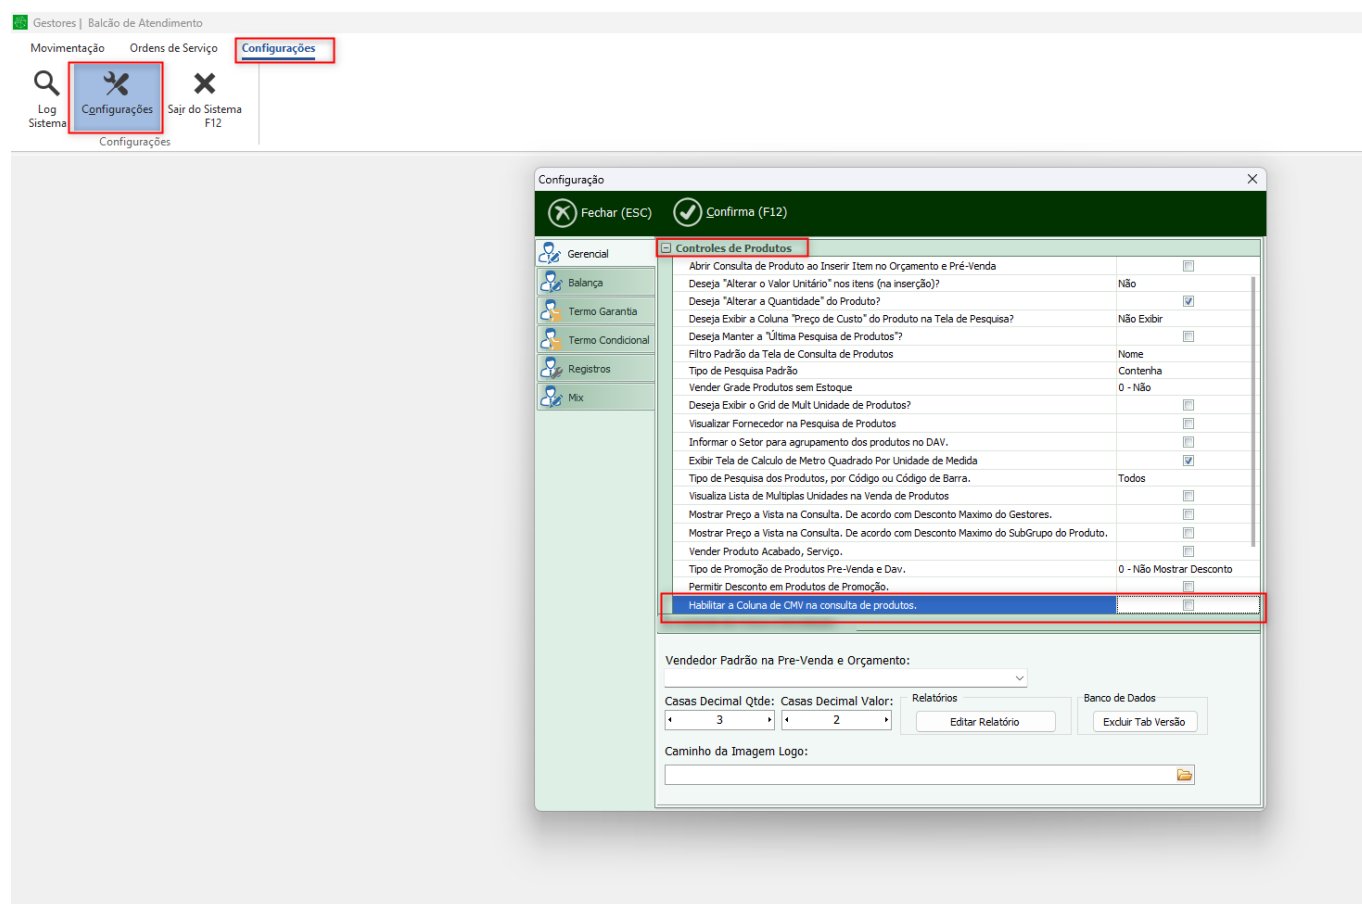 Gestores | Balcão de Atendimento
Movimentação Ordens de Serviço Configurações
Log Sistema
Configurações
Sair do Sistema F12
Configurações
Configuração
Fechar (ESC) Confirma (F12)
Gerencial
Balança
Termo Garantia
Termo Condicional
Registros
Mix
Controles de Produtos
Abrir Consulta de Produto ao Inserir Item no Orçamento e Pré-Venda
Deseja "Alterar o Valor Unitário" nos itens (na inserção)? Não
Deseja "Alterar a Quantidade" do Produto?
Deseja Exibir a Coluna "Preço de Custo" do Produto na Tela de Pesquisa? Não Exibir
Deseja Manter a "Última Pesquisa de Produtos"?
Filtro Padrão da Tela de Consulta de Produtos Nome
Tipo de Pesquisa Padrão Contenha
Vender Grade Produtos sem Estoque 0 - Não
Deseja Exibir o Grid de Mult Unidade de Produtos?
Visualizar Fornecedor na Pesquisa de Produtos
Informar o Setor para agrupamento dos produtos no DAV.
Exibir Tela de Calculo de Metro Quadrado Por Unidade de Medida
Tipo de Pesquisa dos Produtos, por Código ou Código de Barra. Todos
Visualiza Lista de Multiplas Unidades na Venda de Produtos
Mostrar Preço a Vista na Consulta. De acordo com Desconto Maximo do Gestores.
Mostrar Preço a Vista na Consulta. De acordo com Desconto Maximo do SubGrupo do Produto.
Vender Produto Acabado, Serviço.
Tipo de Promoção de Produtos Pre-Venda e Dav. 0 - Não Mostrar Desconto
Permitir Desconto em Produtos de Promoção.
Habilitar a Coluna de CMV na consulta de produtos.
Vendedor Padrão na Pre-Venda e Orçamento:
Casas Decimal Qtde: Casas Decimal Valor: Relatórios Banco de Dados
3 2 Editar Relatório Excluir Tab Versão
Caminho da Imagem Logo: